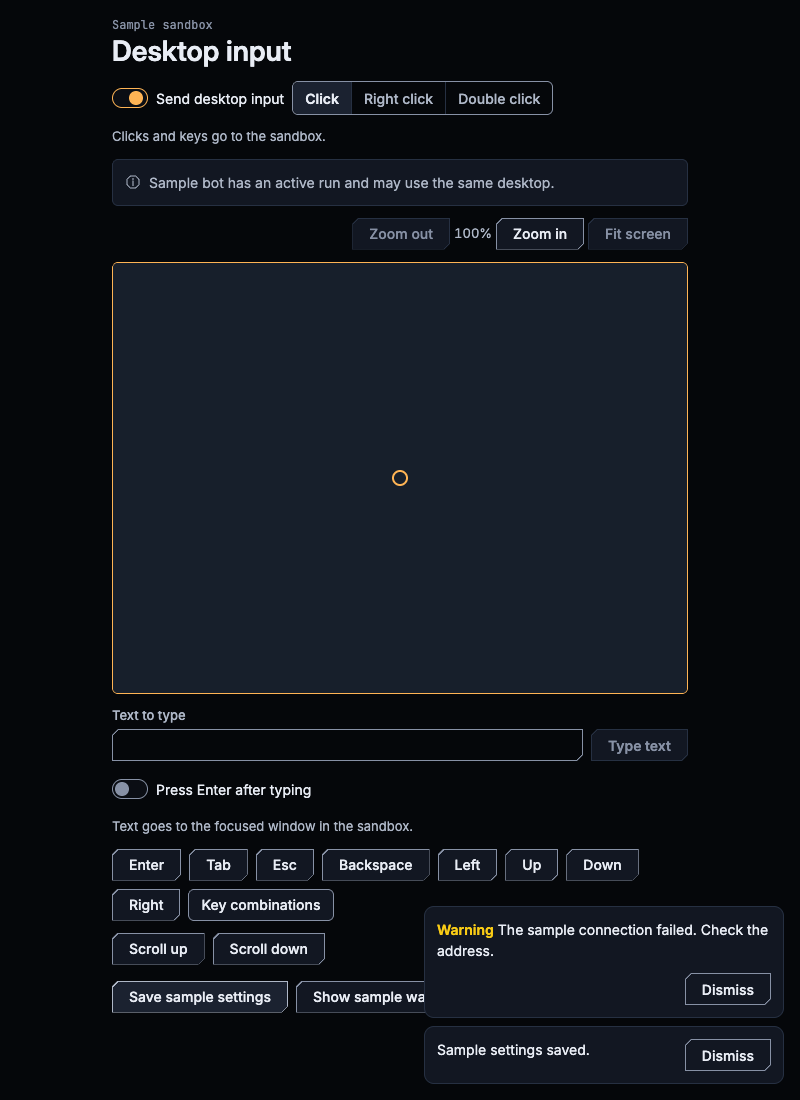 Sample sandbox
Desktop input
Send desktop input
Click
Right click
Double click
Clicks and keys go to the sandbox.
Sample bot has an active run and may use the same desktop.
Zoom out
100%
Zoom in
Fit screen
Text to type
Type text
Press Enter after typing
Text goes to the focused window in the sandbox.
Enter
Tab
Esc
Backspace
Left
Up
Down
Right
Key combinations
Scroll up
Scroll down
Save sample settings
Show sample wa
Warning The sample connection failed. Check the
address.
Dismiss
Sample settings saved.
Dismiss